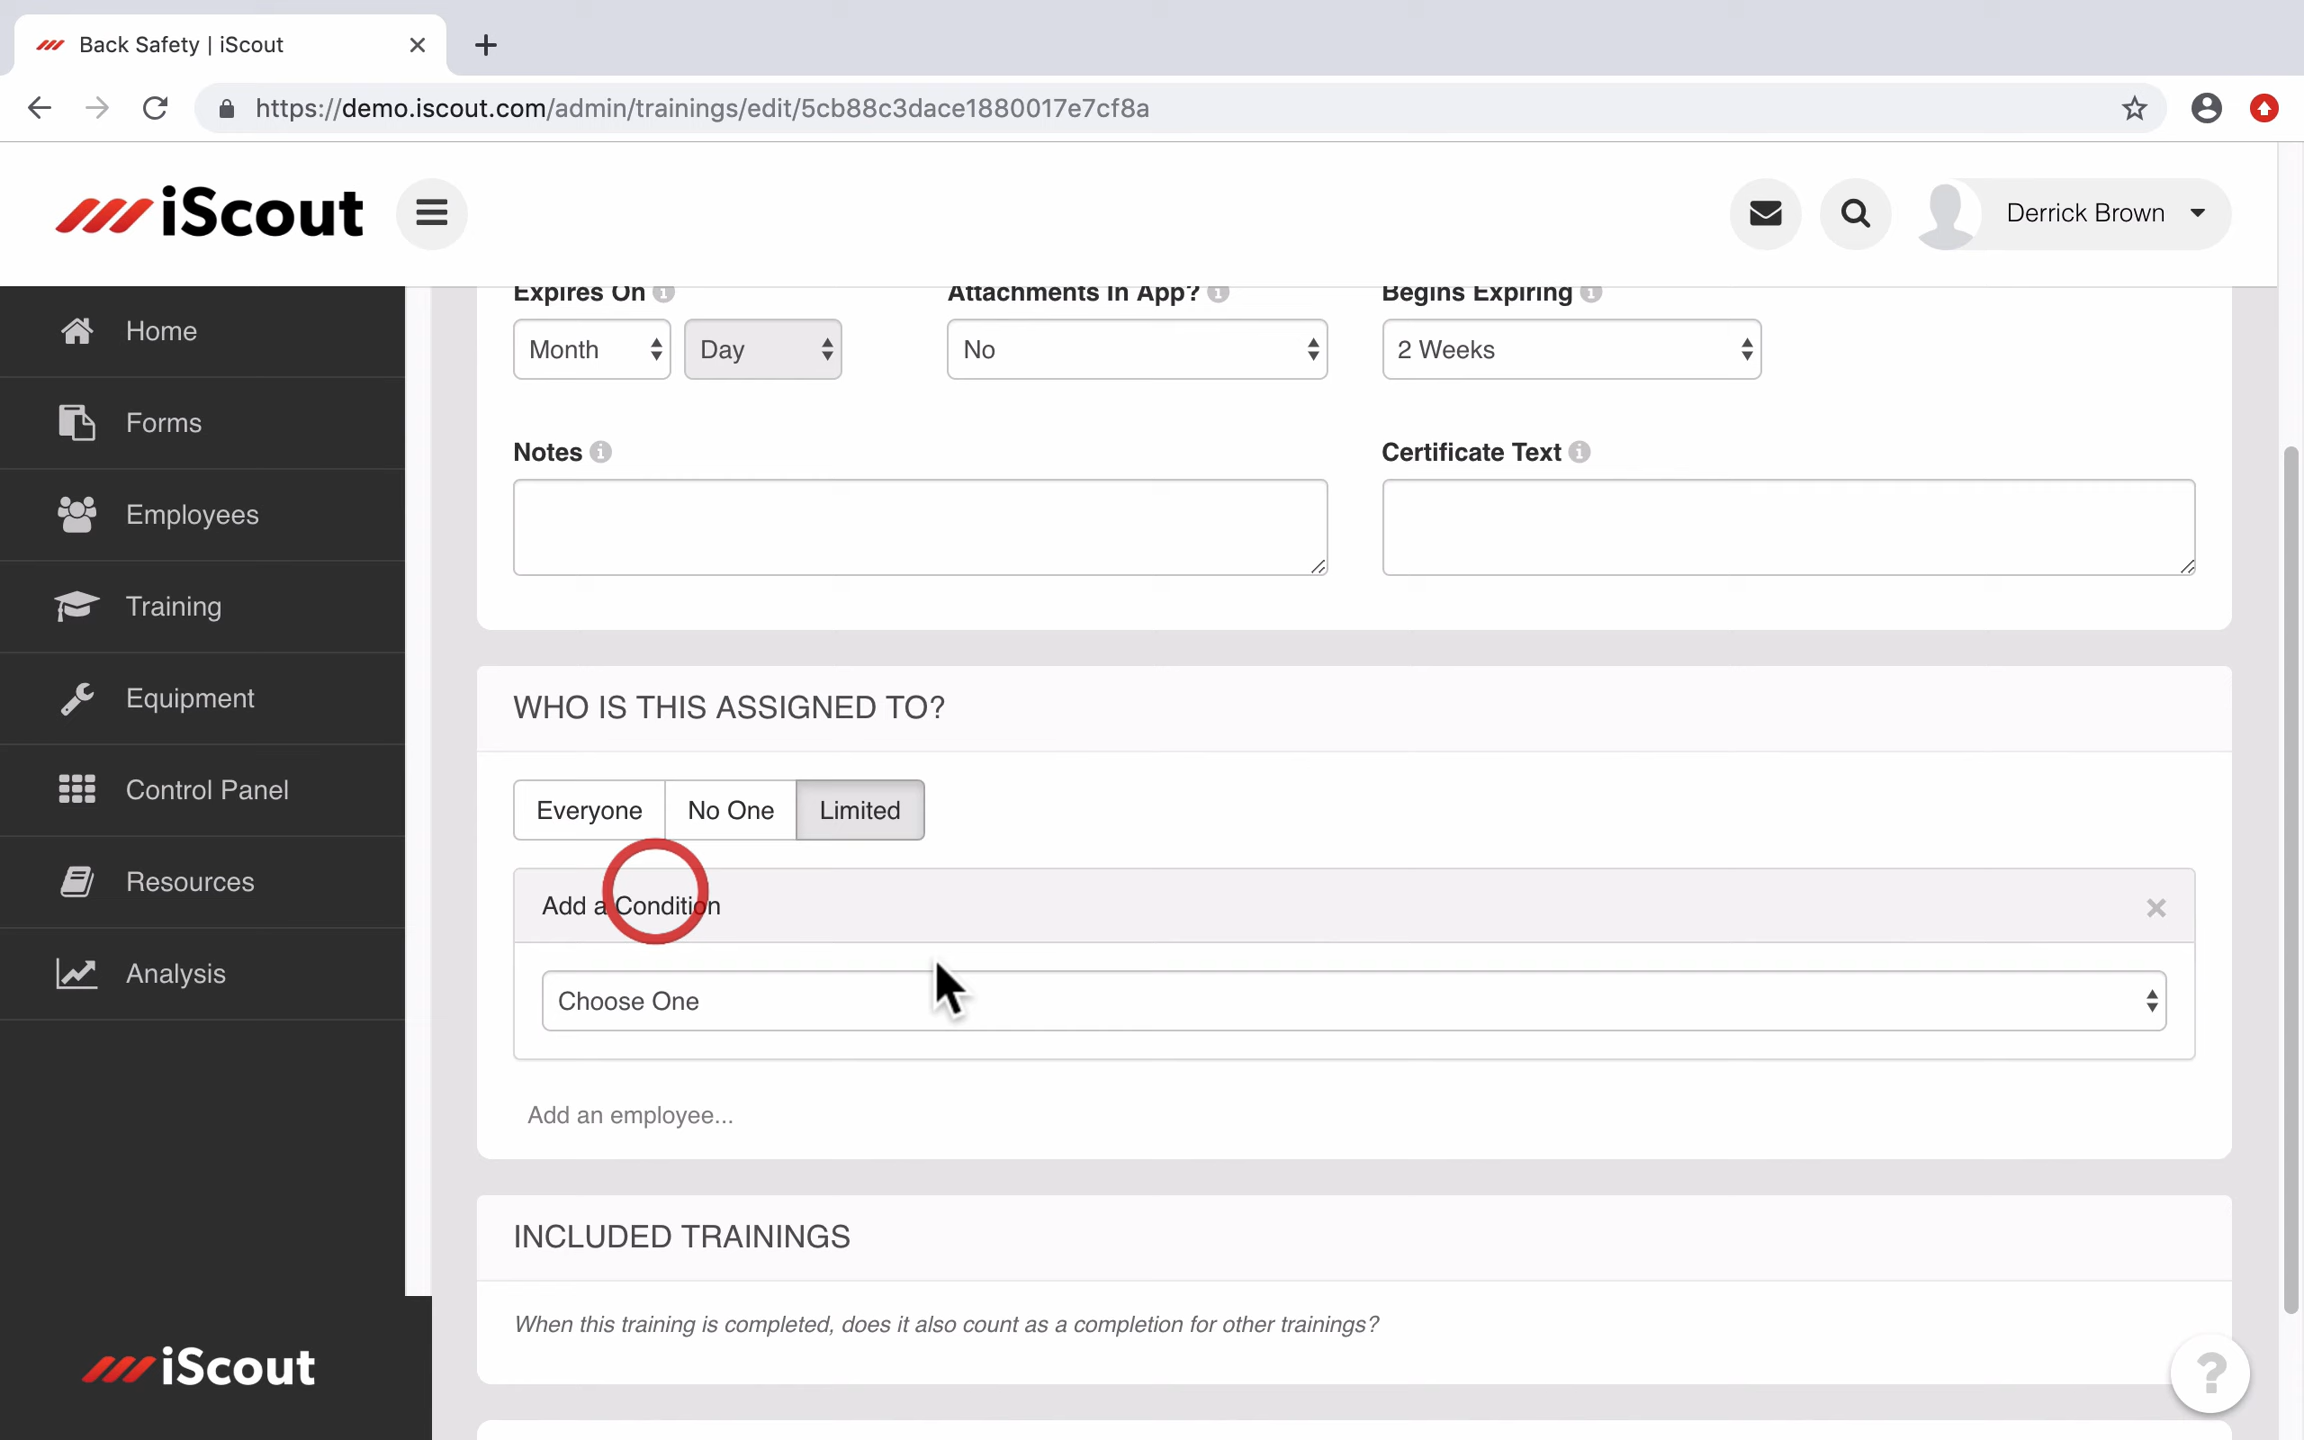 Back Safety | iScout
https://demo.iscout.com/admin/trainings/edit/5cb88c3dace1880017e7cf8a
iScout
Derrick Brown
Home
Forms
Employees
Training
Equipment
Control Panel
Resources
Analysis
iScout
Expires On Attachments In App? Begins Expiring
Month Day No 2 Weeks
Notes Certificate Text
WHO IS THIS ASSIGNED TO?
Everyone No One Limited
Add a Condition
Choose One
Add an employee...
INCLUDED TRAININGS
When this training is completed, does it also count as a completion for other trainings?
?